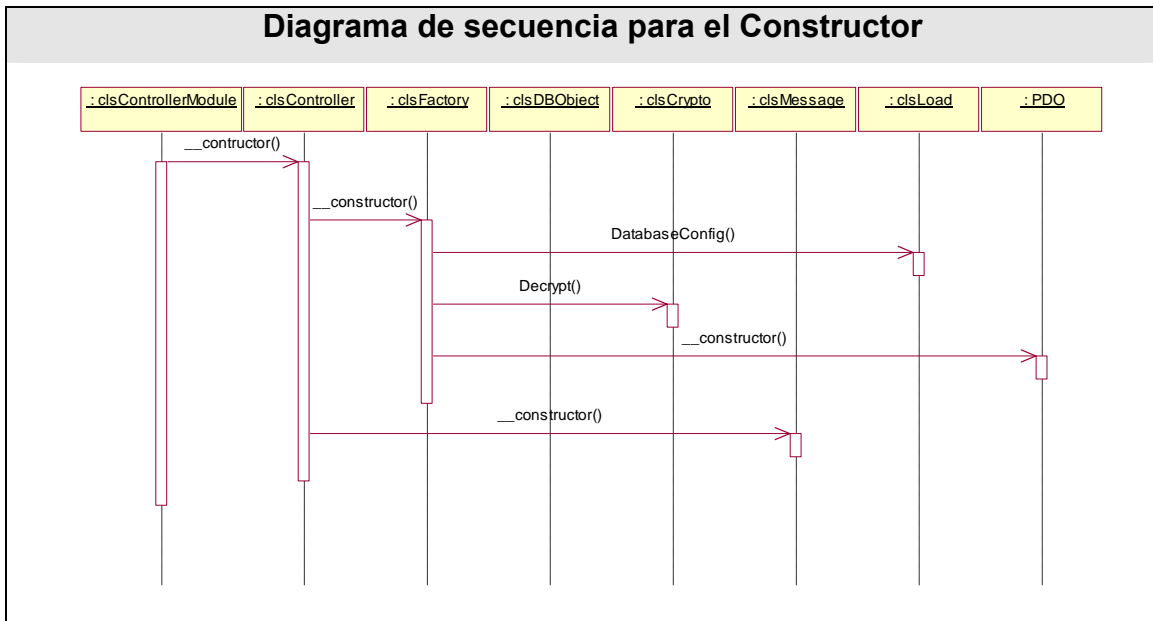 Diagrama de secuencia para el Constructor
: clsControllerModule
: clsController
: clsFactory
: clsDBObject
: clsCrypto
: clsMessage
: clsLoad
: PDO
__contructor()
__constructor()
DatabaseConfig()
Decrypt()
__constructor()
__constructor()